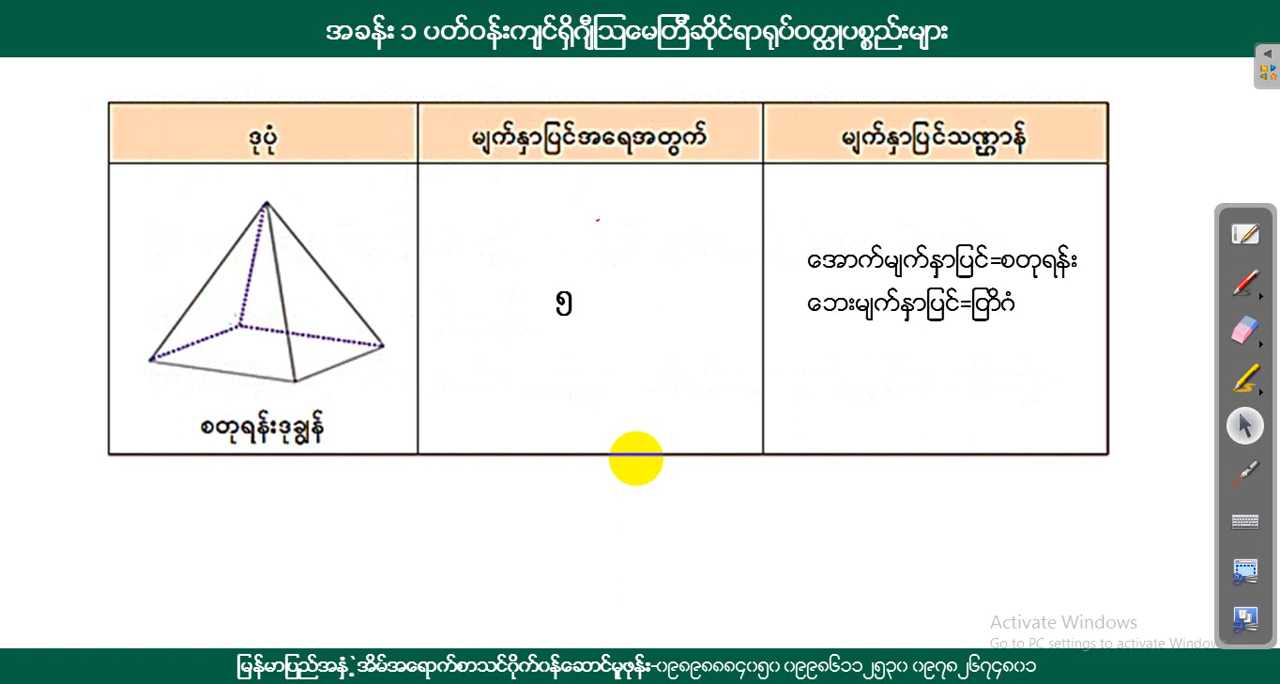 အခန်း ၁ ပတ်ဝန်းကျင်ရှိဂျီသြမေတြီဆိုင်ရာရုပ်ဝတ္ထုပစ္စည်းများ
ဒုပုံ မျက်နှာပြင်အရေအတွက် မျက်နှာပြင်သဏ္ဌာန်
အောက်မျက်နှာပြင်=စတုရန်း
၅
ဘေးမျက်နှာပြင်=တြိဂံ
စတုရန်းဒုချွန်
Activate Windows
Go to PC settings to activate Windows
မြန်မာပြည်အနှံ့ အိမ်အရောက်စာသင်ဝိုက်ပန်ဆောင်မှုဖုန်း-၀၉၈၉၈၈၈၄၀၅၀ ၀၉၉၈၆၁၁၂၅၃၀ ၀၉၇၈၂၆၇၄၈၀၁